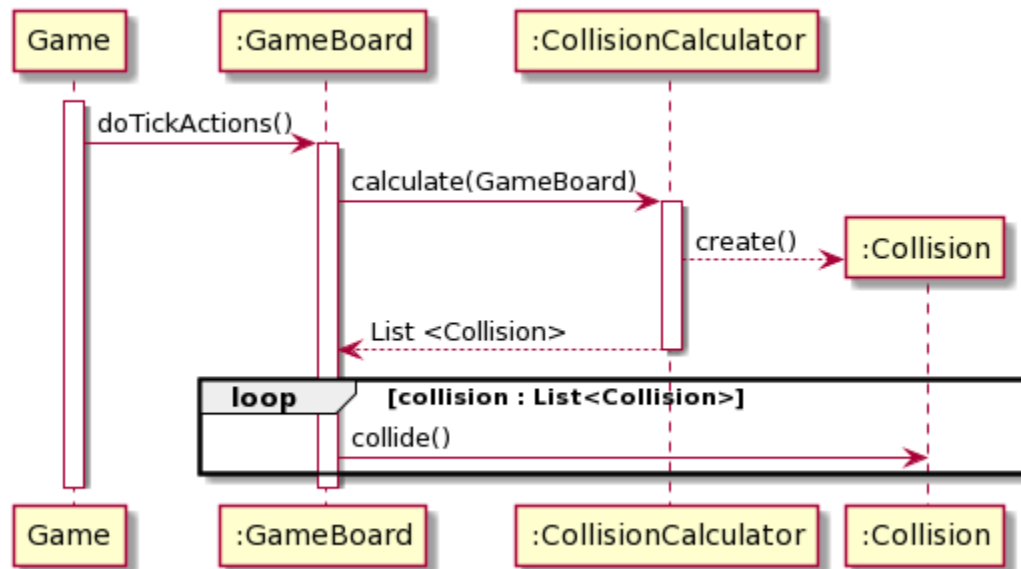 Game
:GameBoard
:CollisionCalculator
doTickActions()
calculate(GameBoard)
create()
:Collision
List <Collision>
loop
[collision : List<Collision>]
collide()
Game
:GameBoard
:CollisionCalculator
:Collision